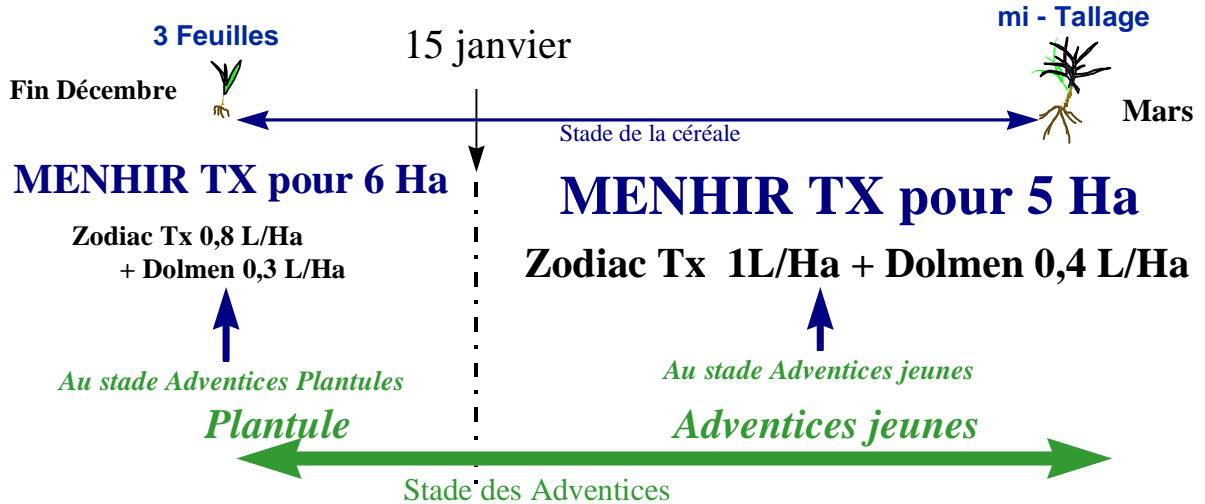 3 Feuilles
15 janvier
mi - Tallage
Fin Décembre
Mars
Stade de la céréale
MENHIR TX pour 6 Ha
Zodiac Tx 0,8 L/Ha
+ Dolmen 0,3 L/Ha
MENHIR TX pour 5 Ha
Zodiac Tx 1L/Ha + Dolmen 0,4 L/Ha
Au stade Adventices Plantules
Plantule
Au stade Adventices jeunes
Adventices jeunes
Stade des Adventices